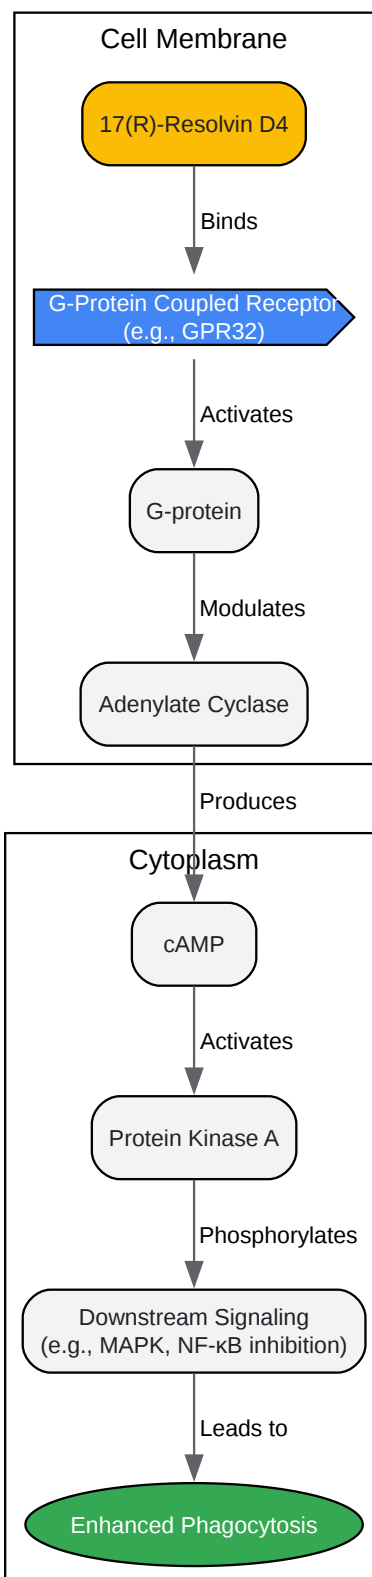 Cell Membrane
17(R)-Resolvin D4
Binds
G-Protein Coupled Receptor
(e.g., GPR32)
Activates
G-protein
Modulates
Adenylate Cyclase
Produces
Cytoplasm
cAMP
Activates
Protein Kinase A
Phosphorylates
Downstream Signaling
(e.g., MAPK, NF-κB inhibition)
Leads to
Enhanced Phagocytosis